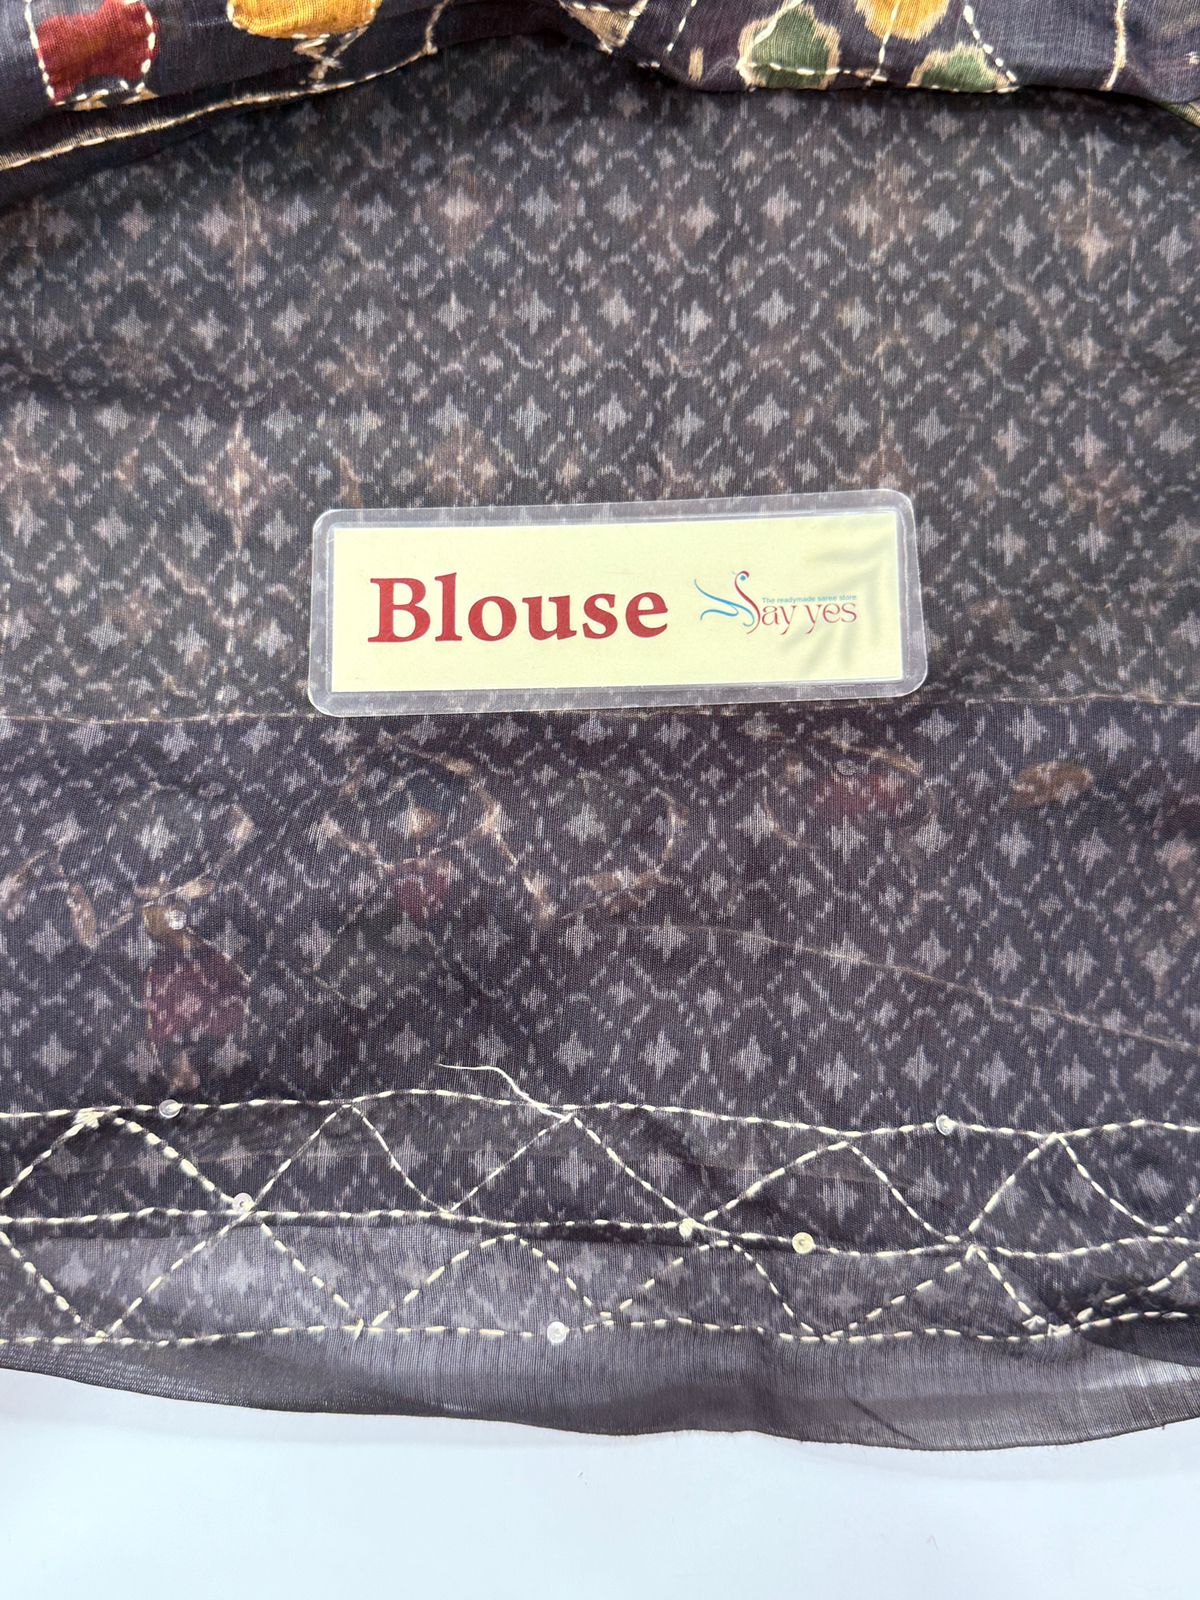 Blouse
The readymade saree store
Say yes